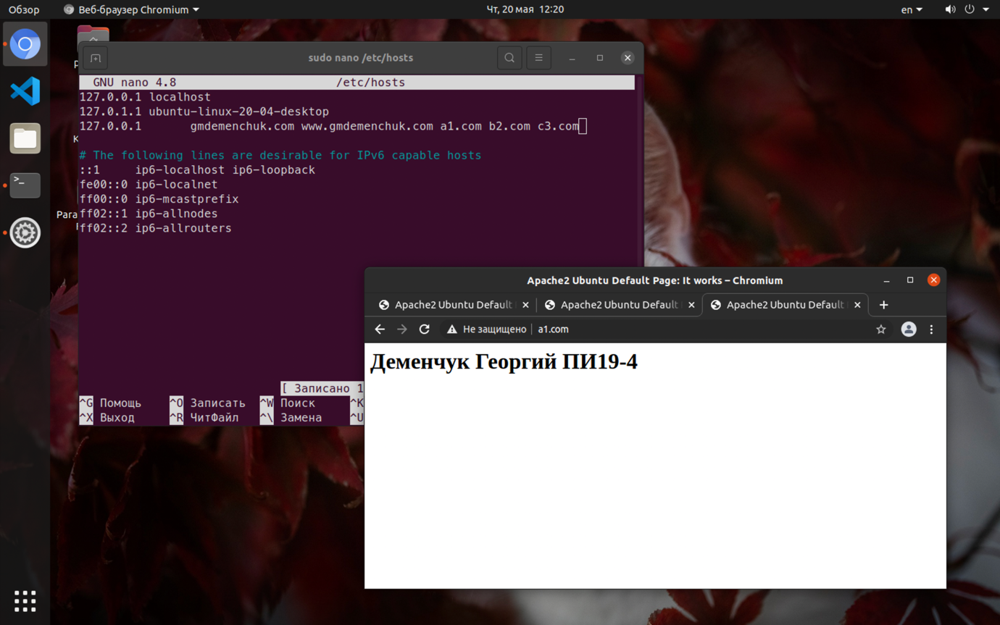 Обзор Веб-браузер Chromium Чт, 20 мая 12:20 en
sudo nano /etc/hosts
GNU nano 4.8 /etc/hosts
127.0.0.1 localhost
127.0.1.1 ubuntu-linux-20-04-desktop
127.0.0.1 gmdemenchuk.com www.gmdemenchuk.com a1.com b2.com c3.com
# The following lines are desirable for IPv6 capable hosts
::1 ip6-localhost ip6-loopback
fe00::0 ip6-localnet
ff00::0 ip6-mcastprefix
ff02::1 ip6-allnodes
ff02::2 ip6-allrouters
[ Записано 1
^G Помощь ^O Записать ^W Поиск ^K
^X Выход ^R ЧитФайл ^\ Замена ^U
Apache2 Ubuntu Default Page: It works – Chromium
Apache2 Ubuntu Default Apache2 Ubuntu Default Apache2 Ubuntu Default
Не защищено a1.com
Деменчук Георгий ПИ19-4